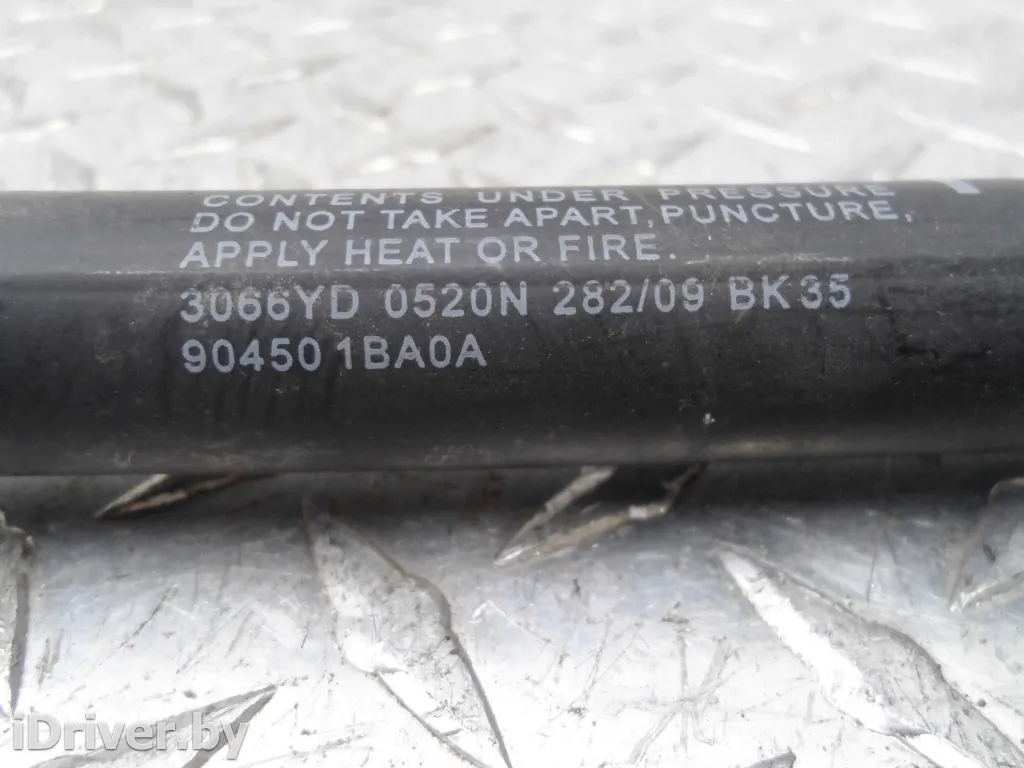 CONTENTS UNDER PRESSURE
DO NOT TAKE APART, PUNCTURE,
APPLY HEAT OR FIRE.
3066YD 0520N 282/09 BK35
90450 1BA0A
iDriver.by